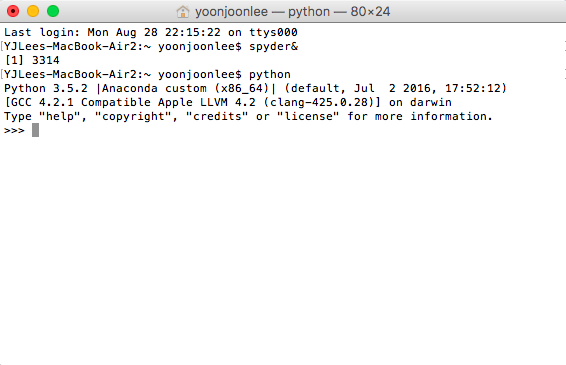 yoonjoonlee — python — 80×24
Last login: Mon Aug 28 22:15:22 on ttys000
[YJLees-MacBook-Air2:~ yoonjoonlee$ spyder& ]
[1] 3314
[YJLees-MacBook-Air2:~ yoonjoonlee$ python ]
Python 3.5.2 |Anaconda custom (x86_64)| (default, Jul  2 2016, 17:52:12)
[GCC 4.2.1 Compatible Apple LLVM 4.2 (clang-425.0.28)] on darwin
Type "help", "copyright", "credits" or "license" for more information.
>>>